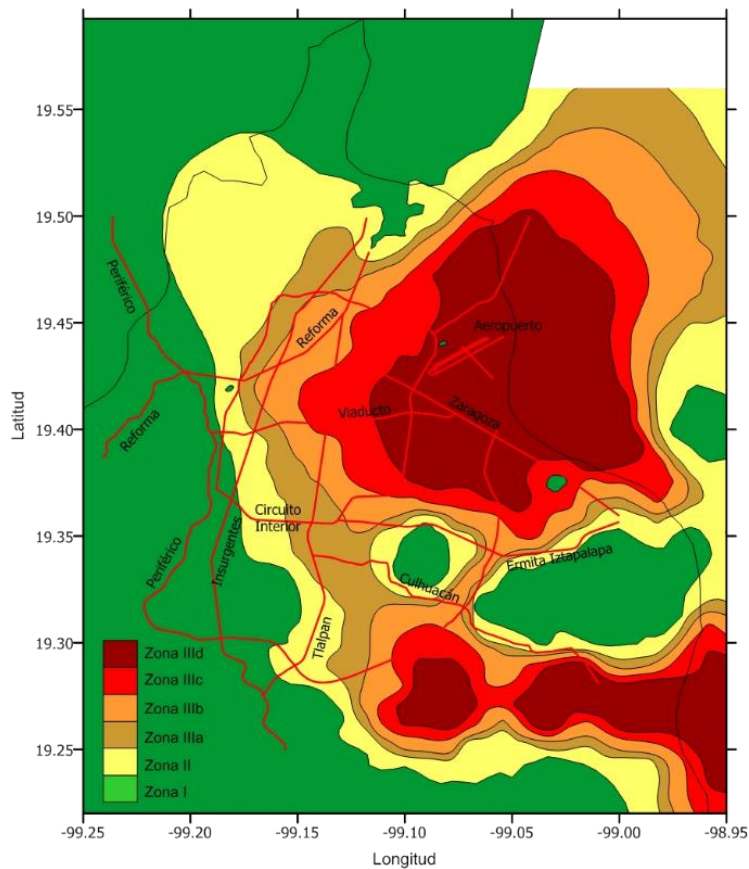 19.55
19.50
19.45
19.40
19.35
19.30
19.25
Latitud
Periférico
Reforma
Aeropuerto
Reforma
Viaducto
Zaragoza
Circuito
Interior
Periférico
Insurgentes
Ermita Iztapalapa
Culhuacán
Tlalpan
Zona IIId
Zona IIIc
Zona IIIb
Zona IIIa
Zona II
Zona I
-99.25 -99.20 -99.15 -99.10 -99.05 -99.00 -98.95
Longitud